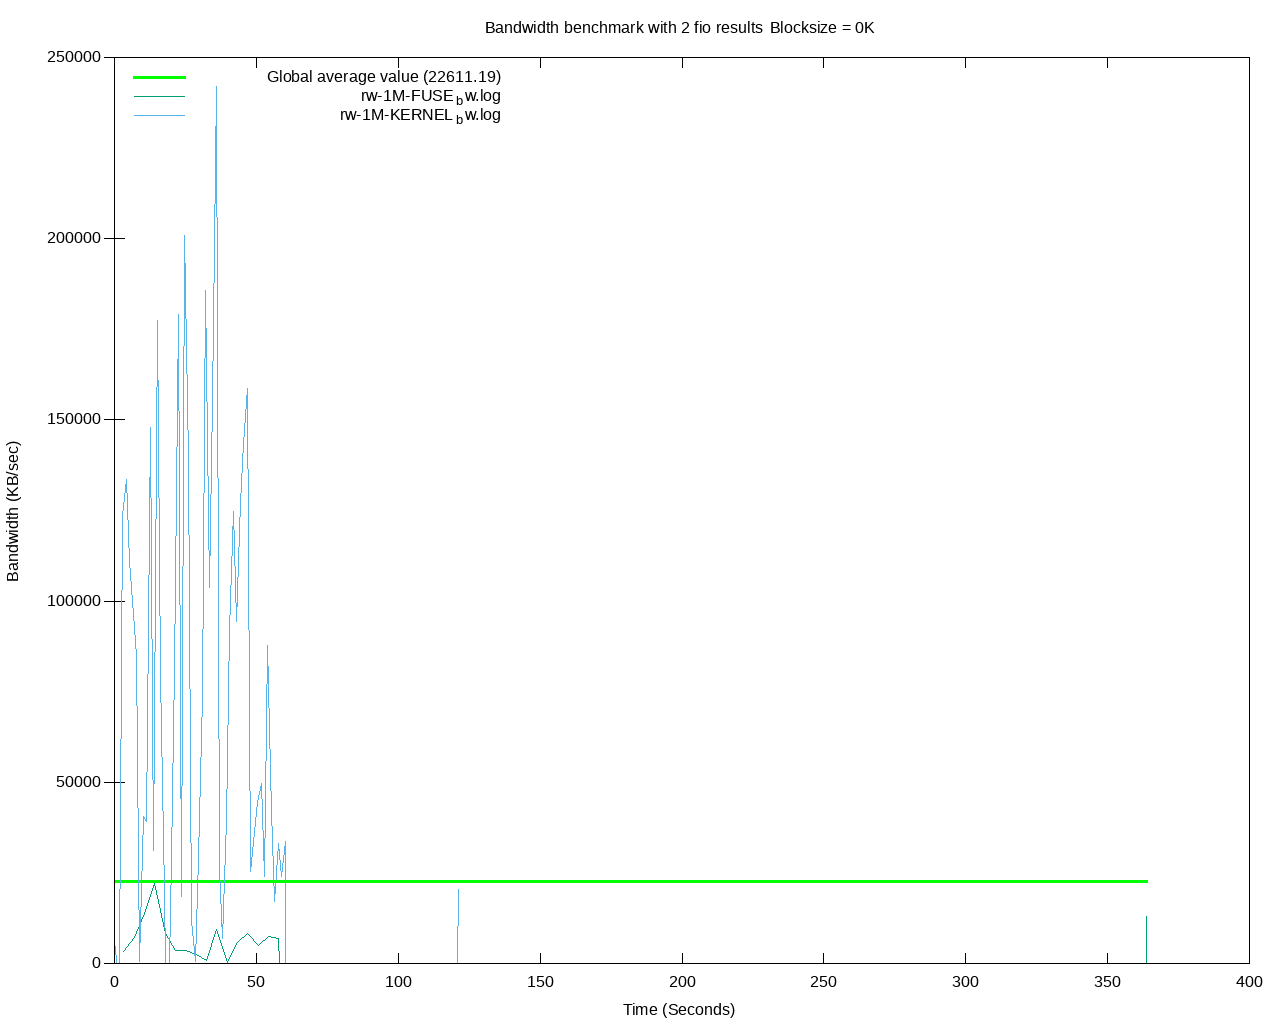 Bandwidth benchmark with 2 fio results Blocksize = 0K
250000
200000
150000
100000
50000
0
Global average value (22611.19)
rw-1M-FUSE_bw.log
rw-1M-KERNEL_bw.log
Bandwidth (KB/sec)
0 50 100 150 200 250 300 350 400
Time (Seconds)